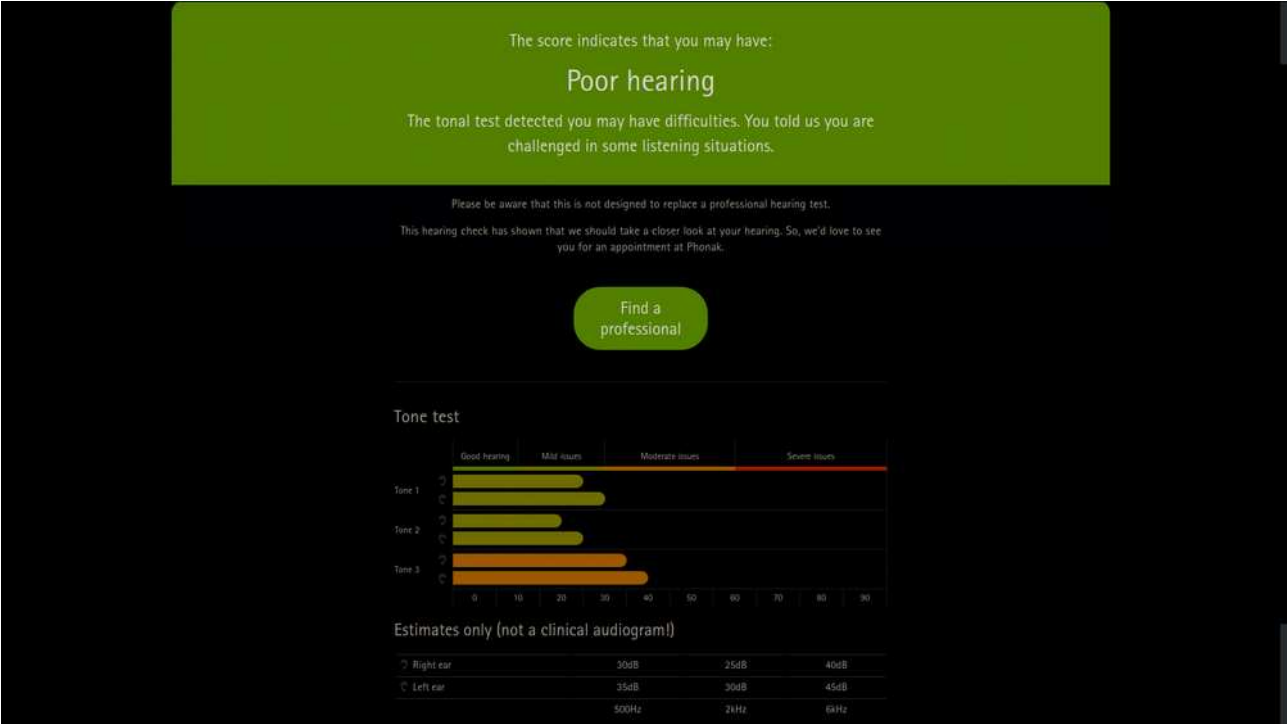 The score indicates that you may have:
Poor hearing
The tonal test detected you may have difficulties. You told us you are
challenged in some listening situations.
Please be aware that this is not designed to replace a professional hearing test.
This hearing check has shown that we should take a closer look at your hearing. So, we'd love to see
you for an appointment at Phonak.
Find a
professional
Tone test
Good hearing Mild issues Moderate issues Severe issues
Tone 1
Tone 2
Tone 3
0 10 20 30 40 50 60 70 80 90
Estimates only (not a clinical audiogram!)
Right ear 30dB 25dB 40dB
Left ear 35dB 30dB 45dB
500Hz 2kHz 6kHz